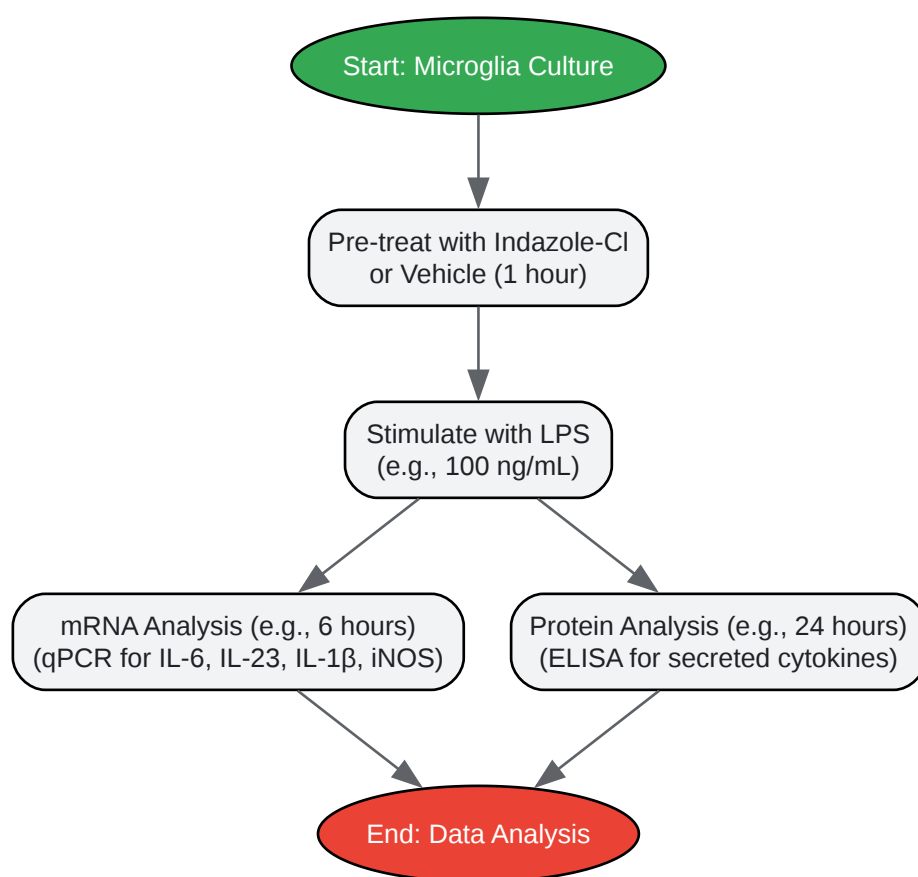 Start: Microglia Culture
Pre-treat with Indazole-Cl
or Vehicle (1 hour)
Stimulate with LPS
(e.g., 100 ng/mL)
mRNA Analysis (e.g., 6 hours)
(qPCR for IL-6, IL-23, IL-1β, iNOS)
Protein Analysis (e.g., 24 hours)
(ELISA for secreted cytokines)
End: Data Analysis